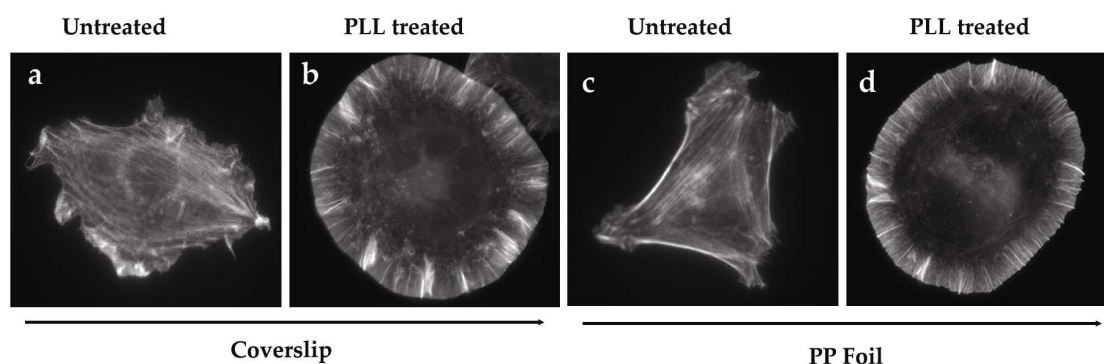 Untreated
PLL treated
Untreated
PLL treated
a
b
c
d
Coverslip
PP Foil